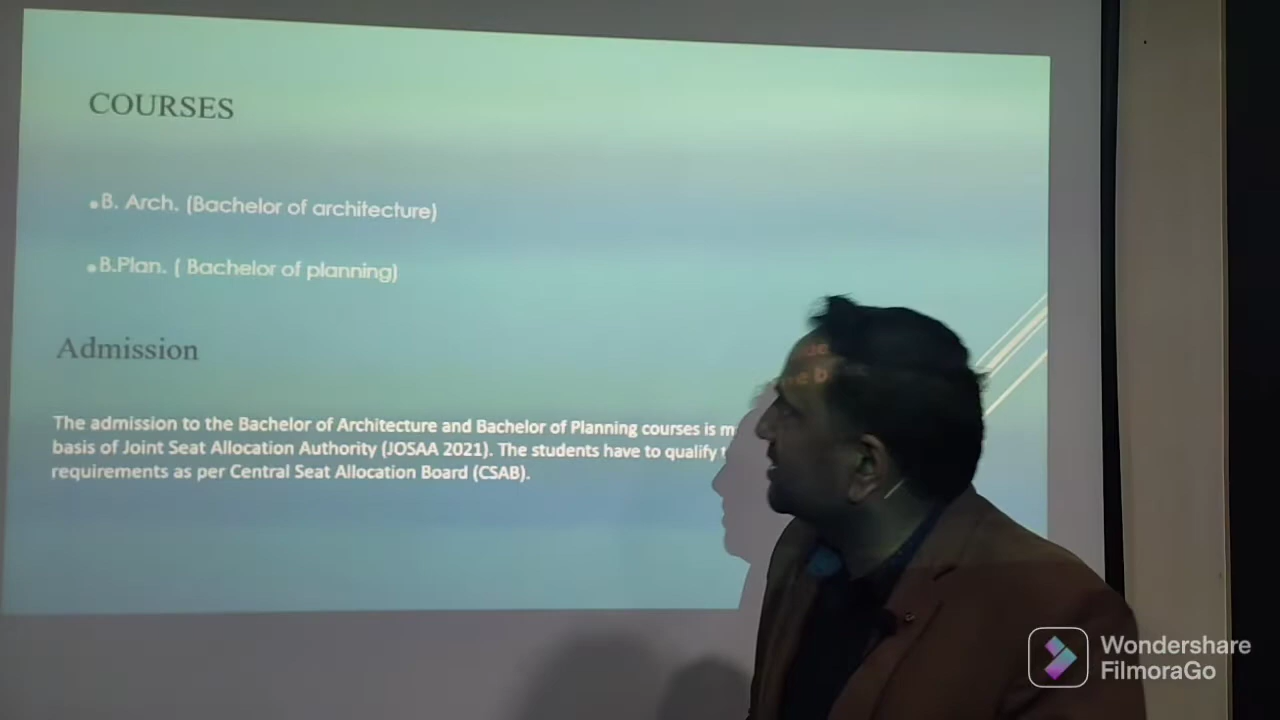 COURSES
•B. Arch. (Bachelor of architecture)
•B.Plan. ( Bachelor of planning)
Admission
The admission to the Bachelor of Architecture and Bachelor of Planning courses is
basis of Joint Seat Allocation Authority (JOSAA 2021). The students have to qualify
requirements as per Central Seat Allocation Board (CSAB).
Wondershare
FilmoraGo